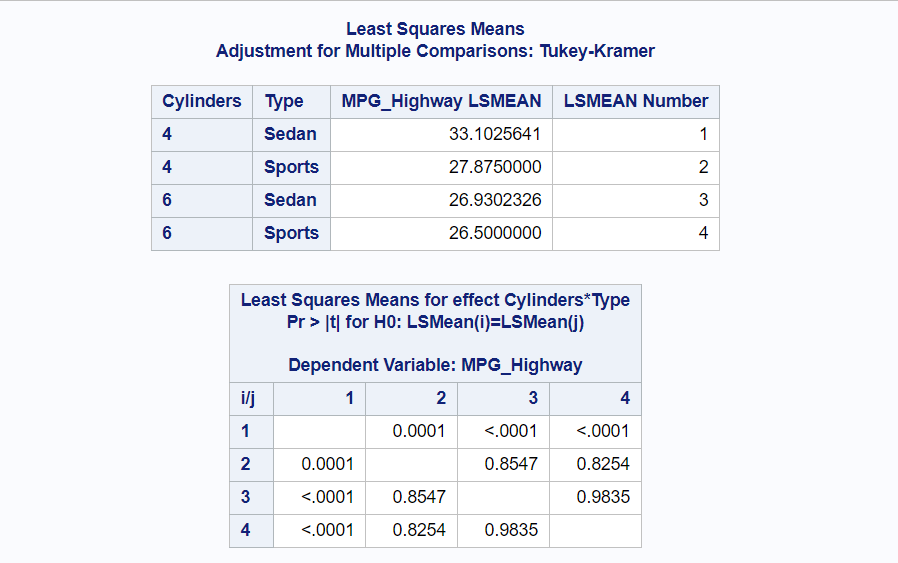 Least Squares Means
Adjustment for Multiple Comparisons: Tukey-Kramer
Cylinders Type MPG_Highway LSMEAN LSMEAN Number
4 Sedan 33.1025641 1
4 Sports 27.8750000 2
6 Sedan 26.9302326 3
6 Sports 26.5000000 4
Least Squares Means for effect Cylinders*Type
Pr > |t| for H0: LSMean(i)=LSMean(j)
Dependent Variable: MPG_Highway
i/j 1 2 3 4
1 0.0001 <.0001 <.0001
2 0.0001 0.8547 0.8254
3 <.0001 0.8547 0.9835
4 <.0001 0.8254 0.9835